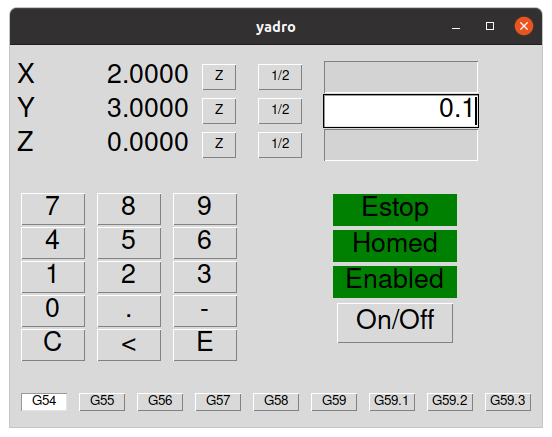 yadro
X 2.0000 Z 1/2
Y 3.0000 Z 1/2 0.1
Z 0.0000 Z 1/2
7 8 9 Estop
4 5 6 Homed
1 2 3 Enabled
0 . - On/Off
C < E
G54 G55 G56 G57 G58 G59 G59.1 G59.2 G59.3